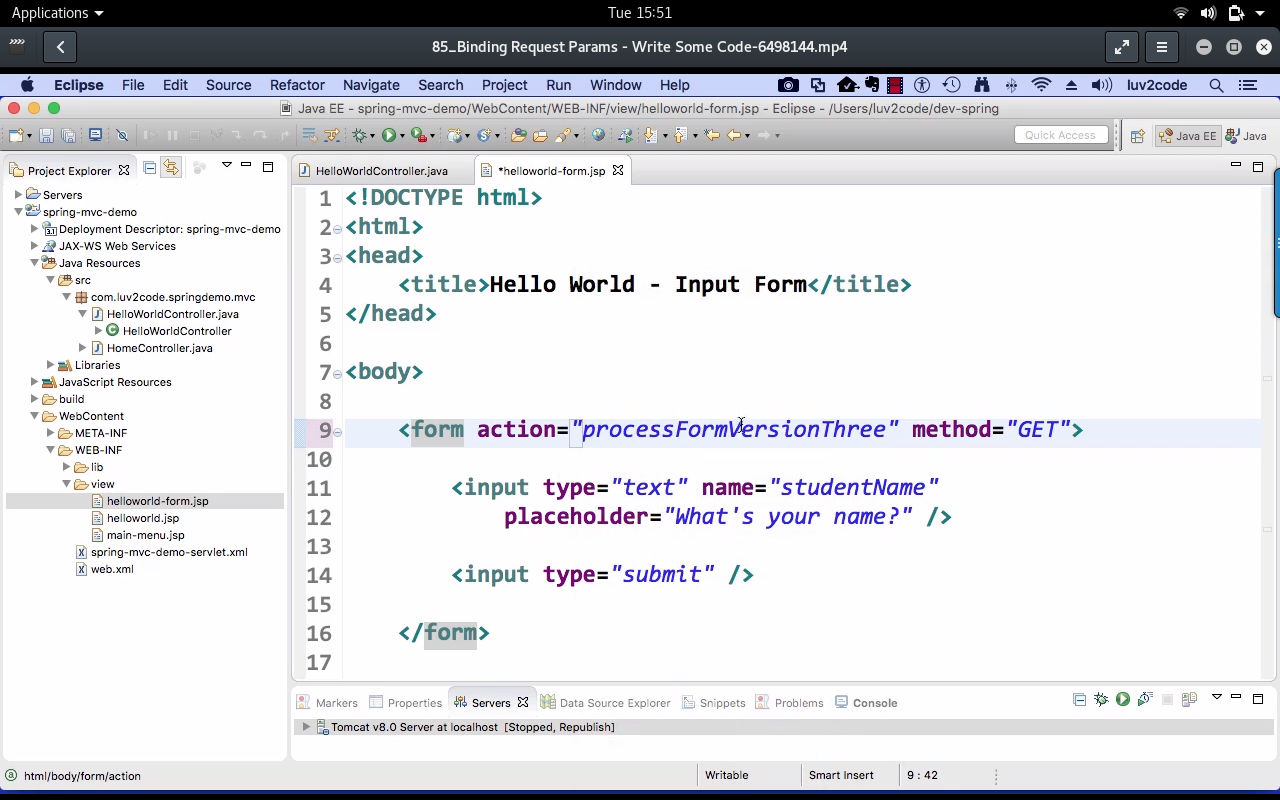 Applications
Tue 15:51
85_Binding Request Params - Write Some Code-6498144.mp4
Eclipse File Edit Source Refactor Navigate Search Project Run Window Help luv2code
Java EE - spring-mvc-demo/WebContent/WEB-INF/view/helloworld-form.jsp - Eclipse - /Users/luv2code/dev-spring
Quick Access Java EE Java
Project Explorer
Servers
spring-mvc-demo
Deployment Descriptor: spring-mvc-demo
JAX-WS Web Services
Java Resources
src
com.luv2code.springdemo.mvc
HelloWorldController.java
HelloWorldController
HomeController.java
Libraries
JavaScript Resources
build
WebContent
META-INF
WEB-INF
lib
view
helloworld-form.jsp
helloworld.jsp
main-menu.jsp
spring-mvc-demo-servlet.xml
web.xml
HelloWorldController.java *helloworld-form.jsp
1 <!DOCTYPE html>
2 <html>
3 <head>
4 <title>Hello World - Input Form</title>
5 </head>
6
7 <body>
8
9 <form action="processFormVersionThree" method="GET">
10
11 <input type="text" name="studentName"
12 placeholder="What's your name?" />
13
14 <input type="submit" />
15
16 </form>
17
Markers Properties Servers Data Source Explorer Snippets Problems Console
Tomcat v8.0 Server at localhost [Stopped, Republish]
html/body/form/action Writable Smart Insert 9 : 42